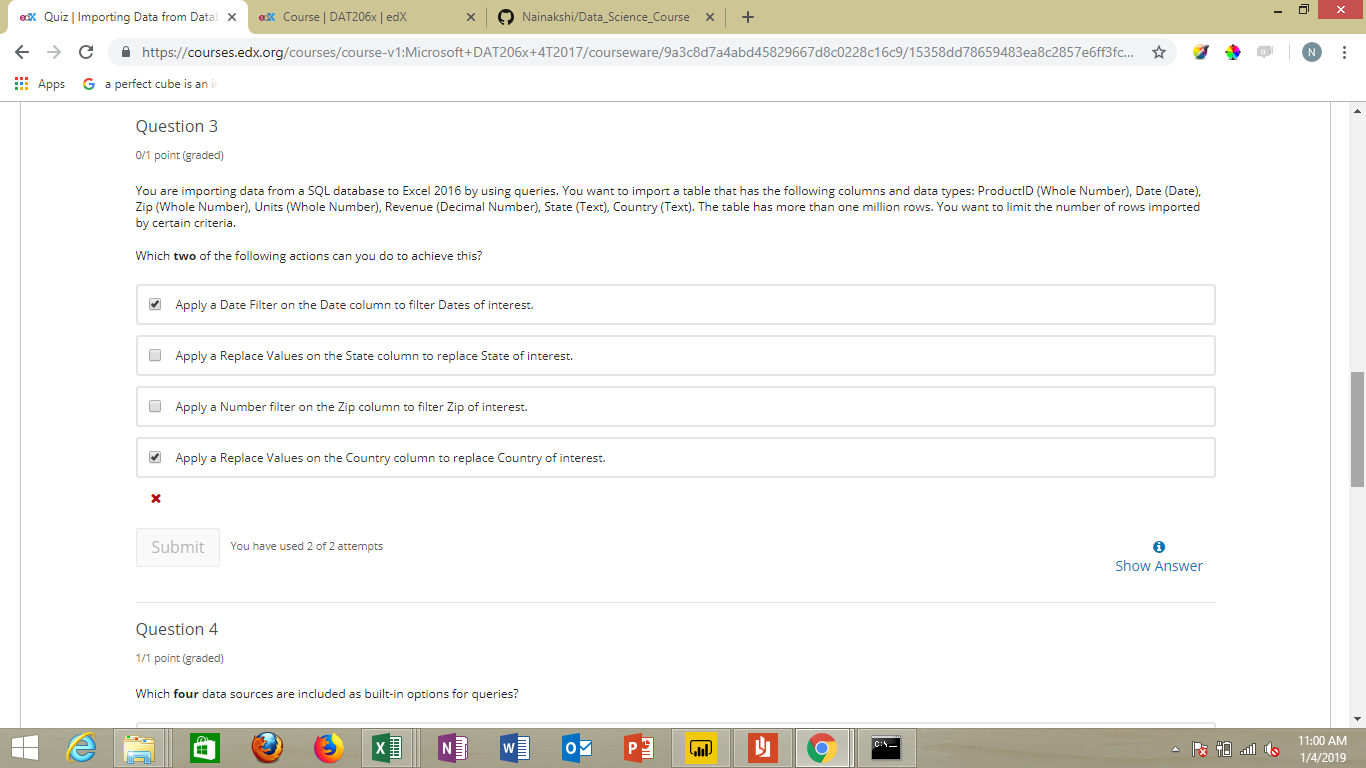 Quiz | Importing Data from Datal
Course | DAT206x | edX
Nainakshi/Data_Science_Course
https://courses.edx.org/courses/course-v1:Microsoft+DAT206x+4T2017/courseware/9a3c8d7a4abd45829667d8c0228c16c9/15358dd78659483ea8c2857e6ff3fc...
N
Apps
a perfect cube is an i
Question 3
0/1 point (graded)
You are importing data from a SQL database to Excel 2016 by using queries. You want to import a table that has the following columns and data types: ProductID (Whole Number), Date (Date),
Zip (Whole Number), Units (Whole Number), Revenue (Decimal Number), State (Text), Country (Text). The table has more than one million rows. You want to limit the number of rows imported
by certain criteria.
Which two of the following actions can you do to achieve this?
Apply a Date Filter on the Date column to filter Dates of interest.
Apply a Replace Values on the State column to replace State of interest.
Apply a Number filter on the Zip column to filter Zip of interest.
Apply a Replace Values on the Country column to replace Country of interest.
Submit
You have used 2 of 2 attempts
Show Answer
Question 4
1/1 point (graded)
Which four data sources are included as built-in options for queries?
11:00 AM
1/4/2019